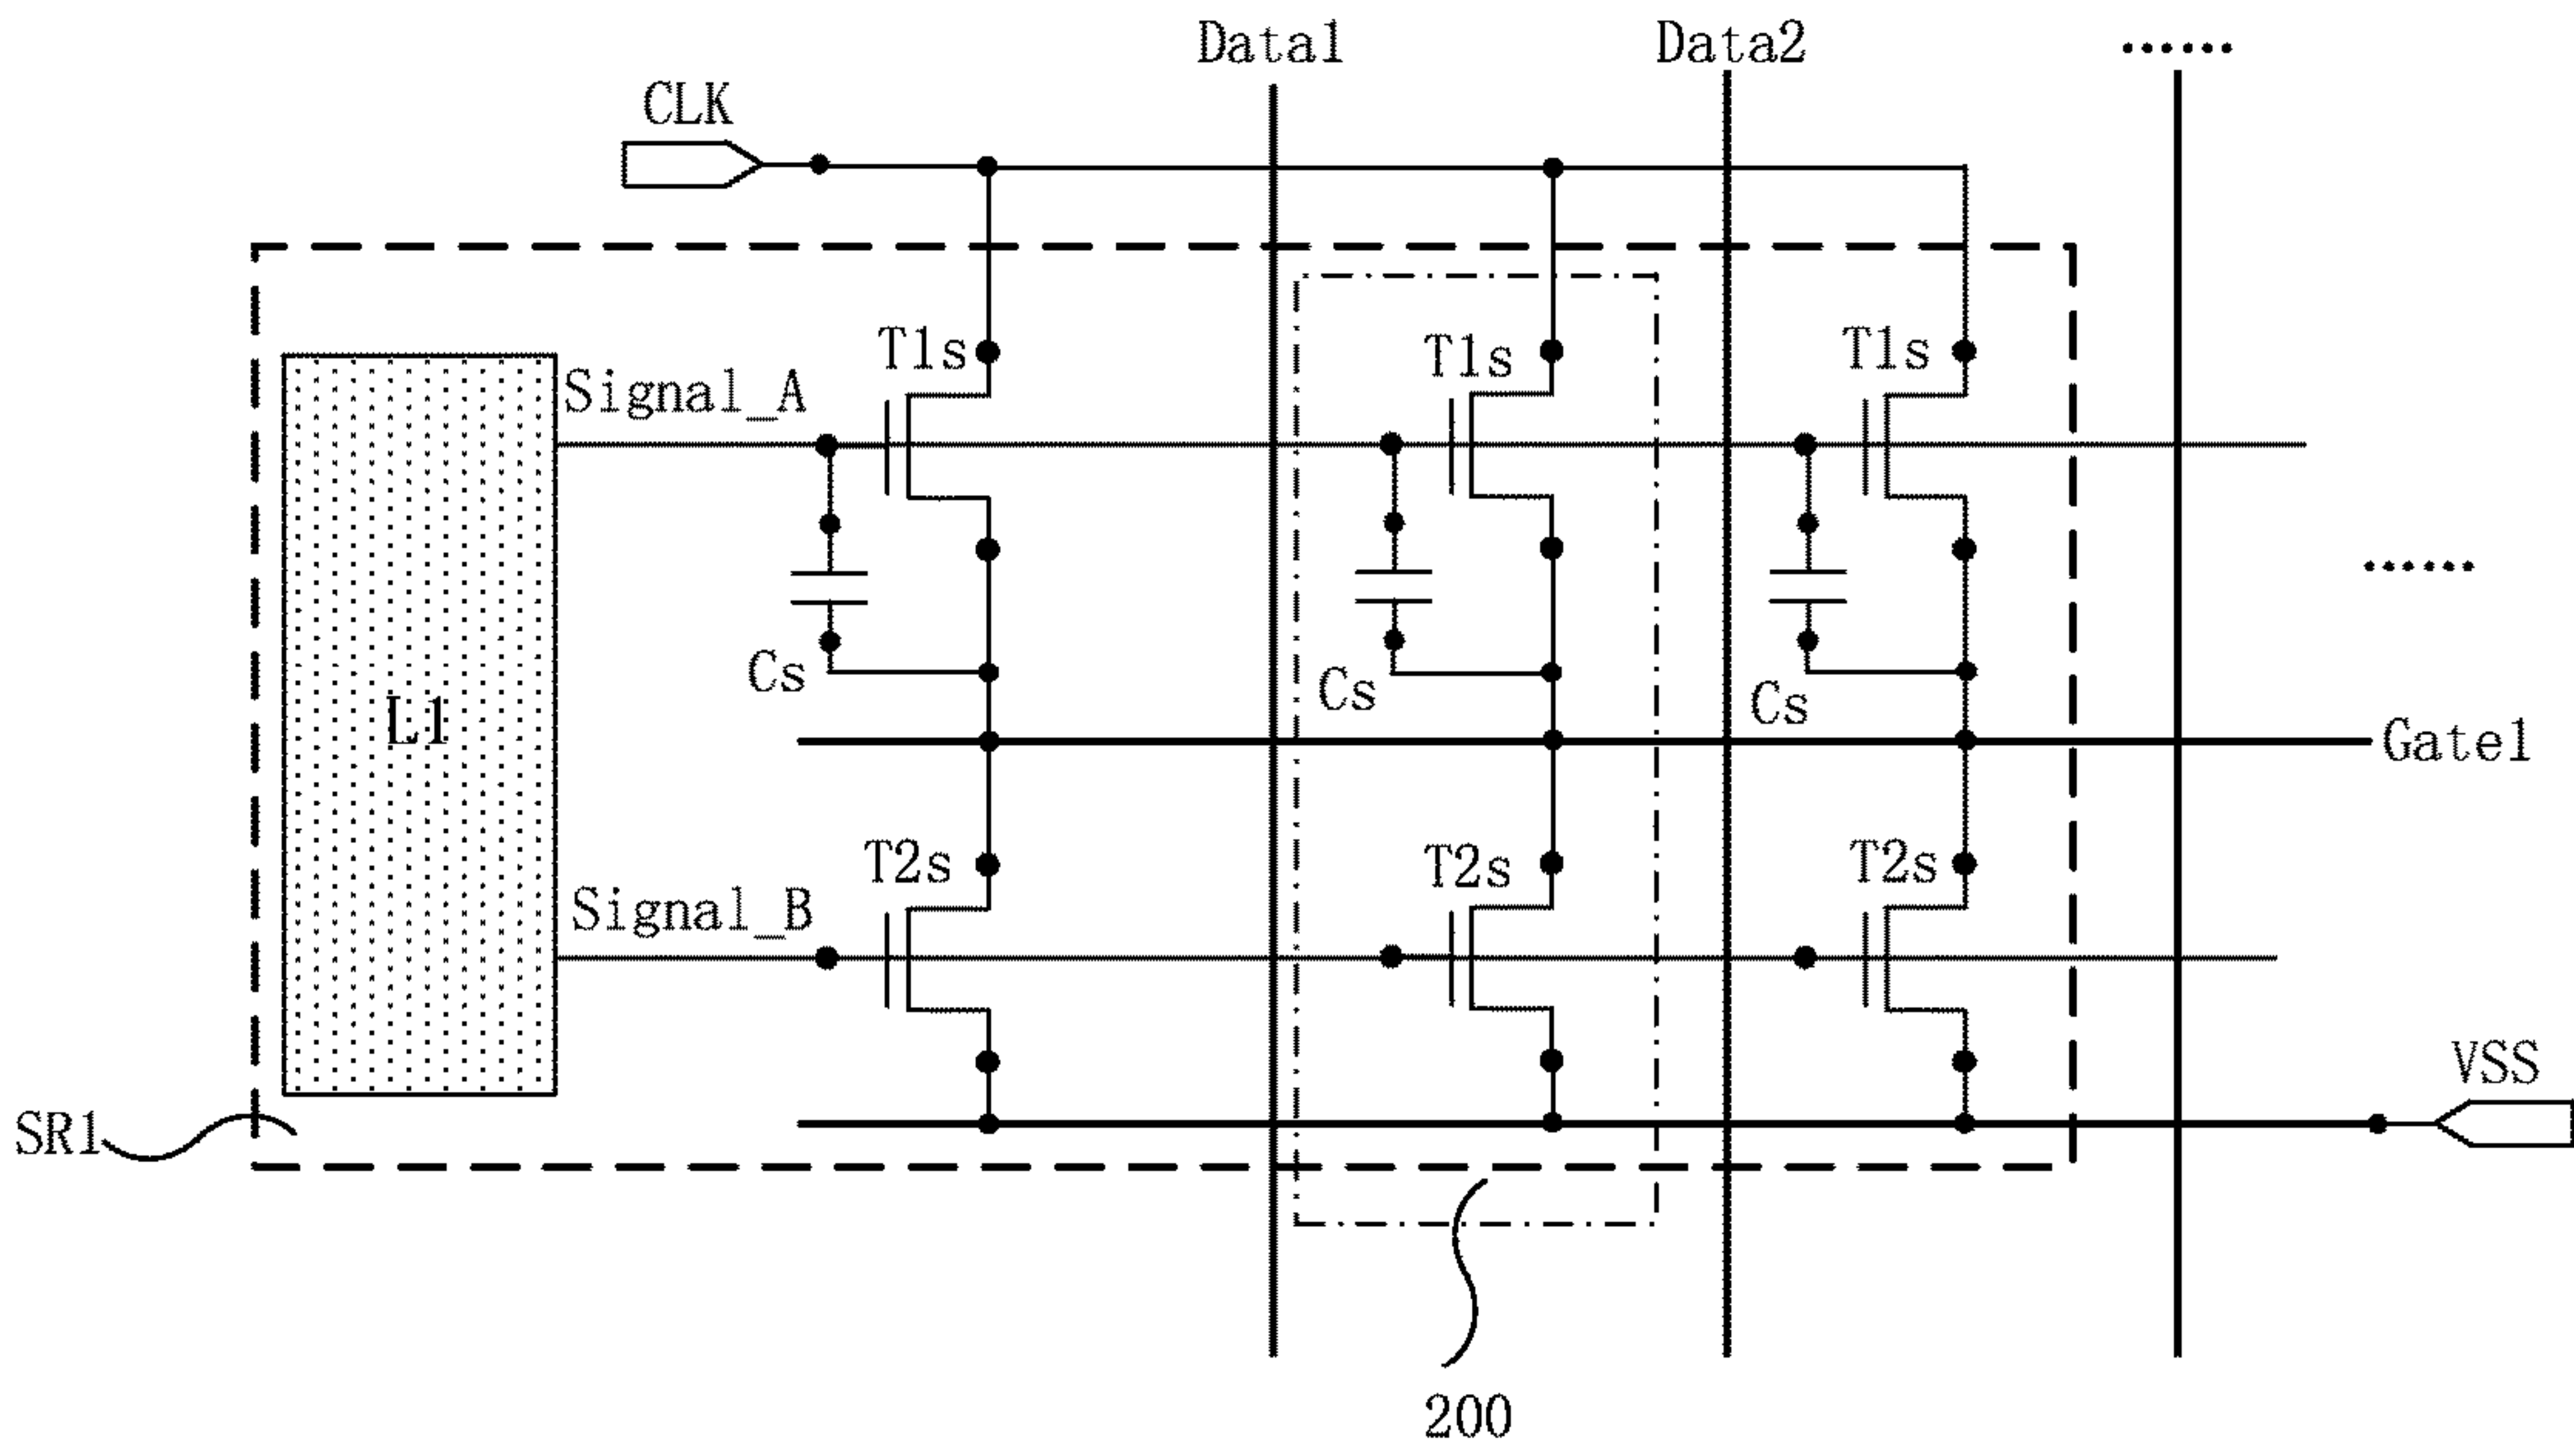 Data1
Data2
......
CLK
T1s
T1s
T1s
Signal_A
......
Cs
Cs
Cs
L1
Gate1
T2s
T2s
T2s
Signal_B
VSS
SR1
200